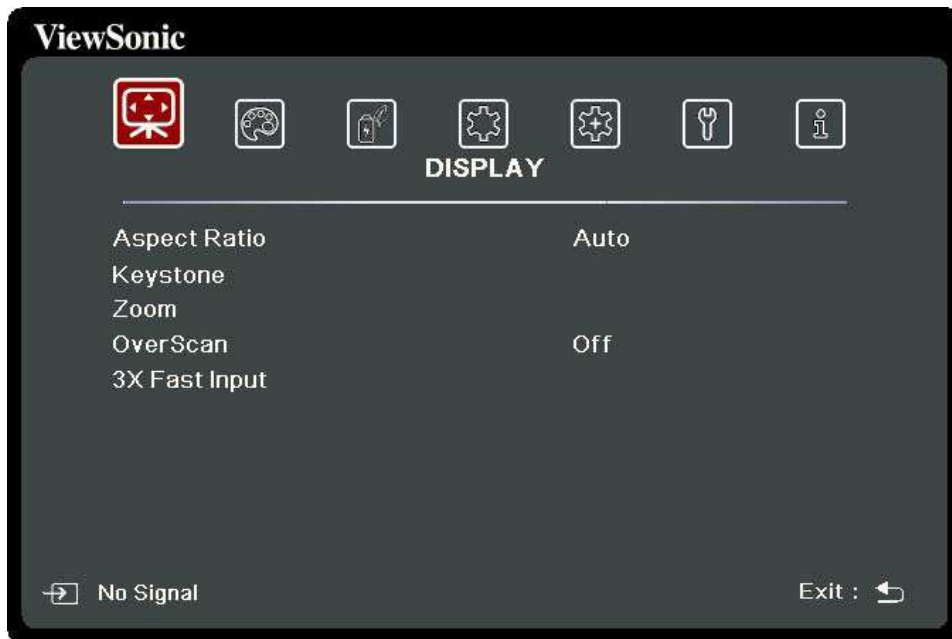 ViewSonic
DISPLAY
Aspect Ratio Auto
Keystone
Zoom
OverScan Off
3X Fast Input
No Signal Exit :